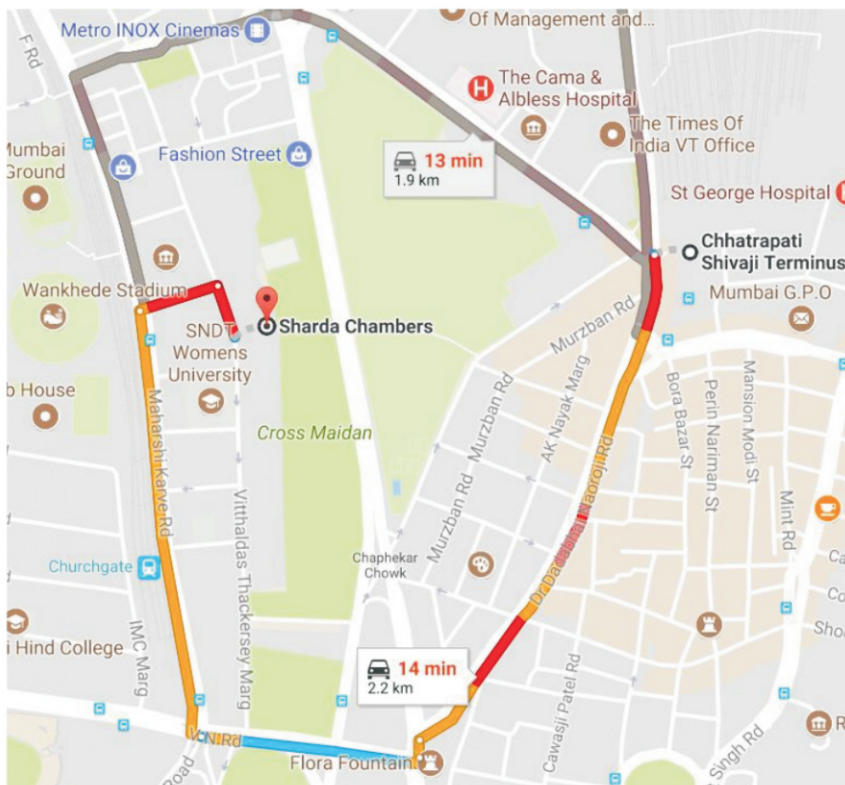 Of Management and...
Metro INOX Cinemas
F Rd
The Cama &
Albless Hospital
The Times Of
India VT Office
Mumbai
Ground
Fashion Street
13 min
1.9 km
St George Hospital
H
H
Chhatrapati
Shivaji Terminus
Wankhede Stadium
Mumbai G.P.O
Murzban Rd
Sharda Chambers
SNDT
Womens
University
b House
Maharshi Karve Rd
Cross Maidan
Murzban Rd
AK Nayak Marg
Bora Bazar St
Perin Nariman St
Mansion Modi St
Murzban Rd
Dr Dadabhai Naoroji Rd
Mint Rd
Vitthaldas Thackersey Marg
Chaphekar
Chowk
Churchgate
Ca
Co
Sho
i Hind College
IMC Marg
14 min
2.2 km
Cawasji Patel Rd
V N Rd
Flora Fountain
Road
Singh Rd
R